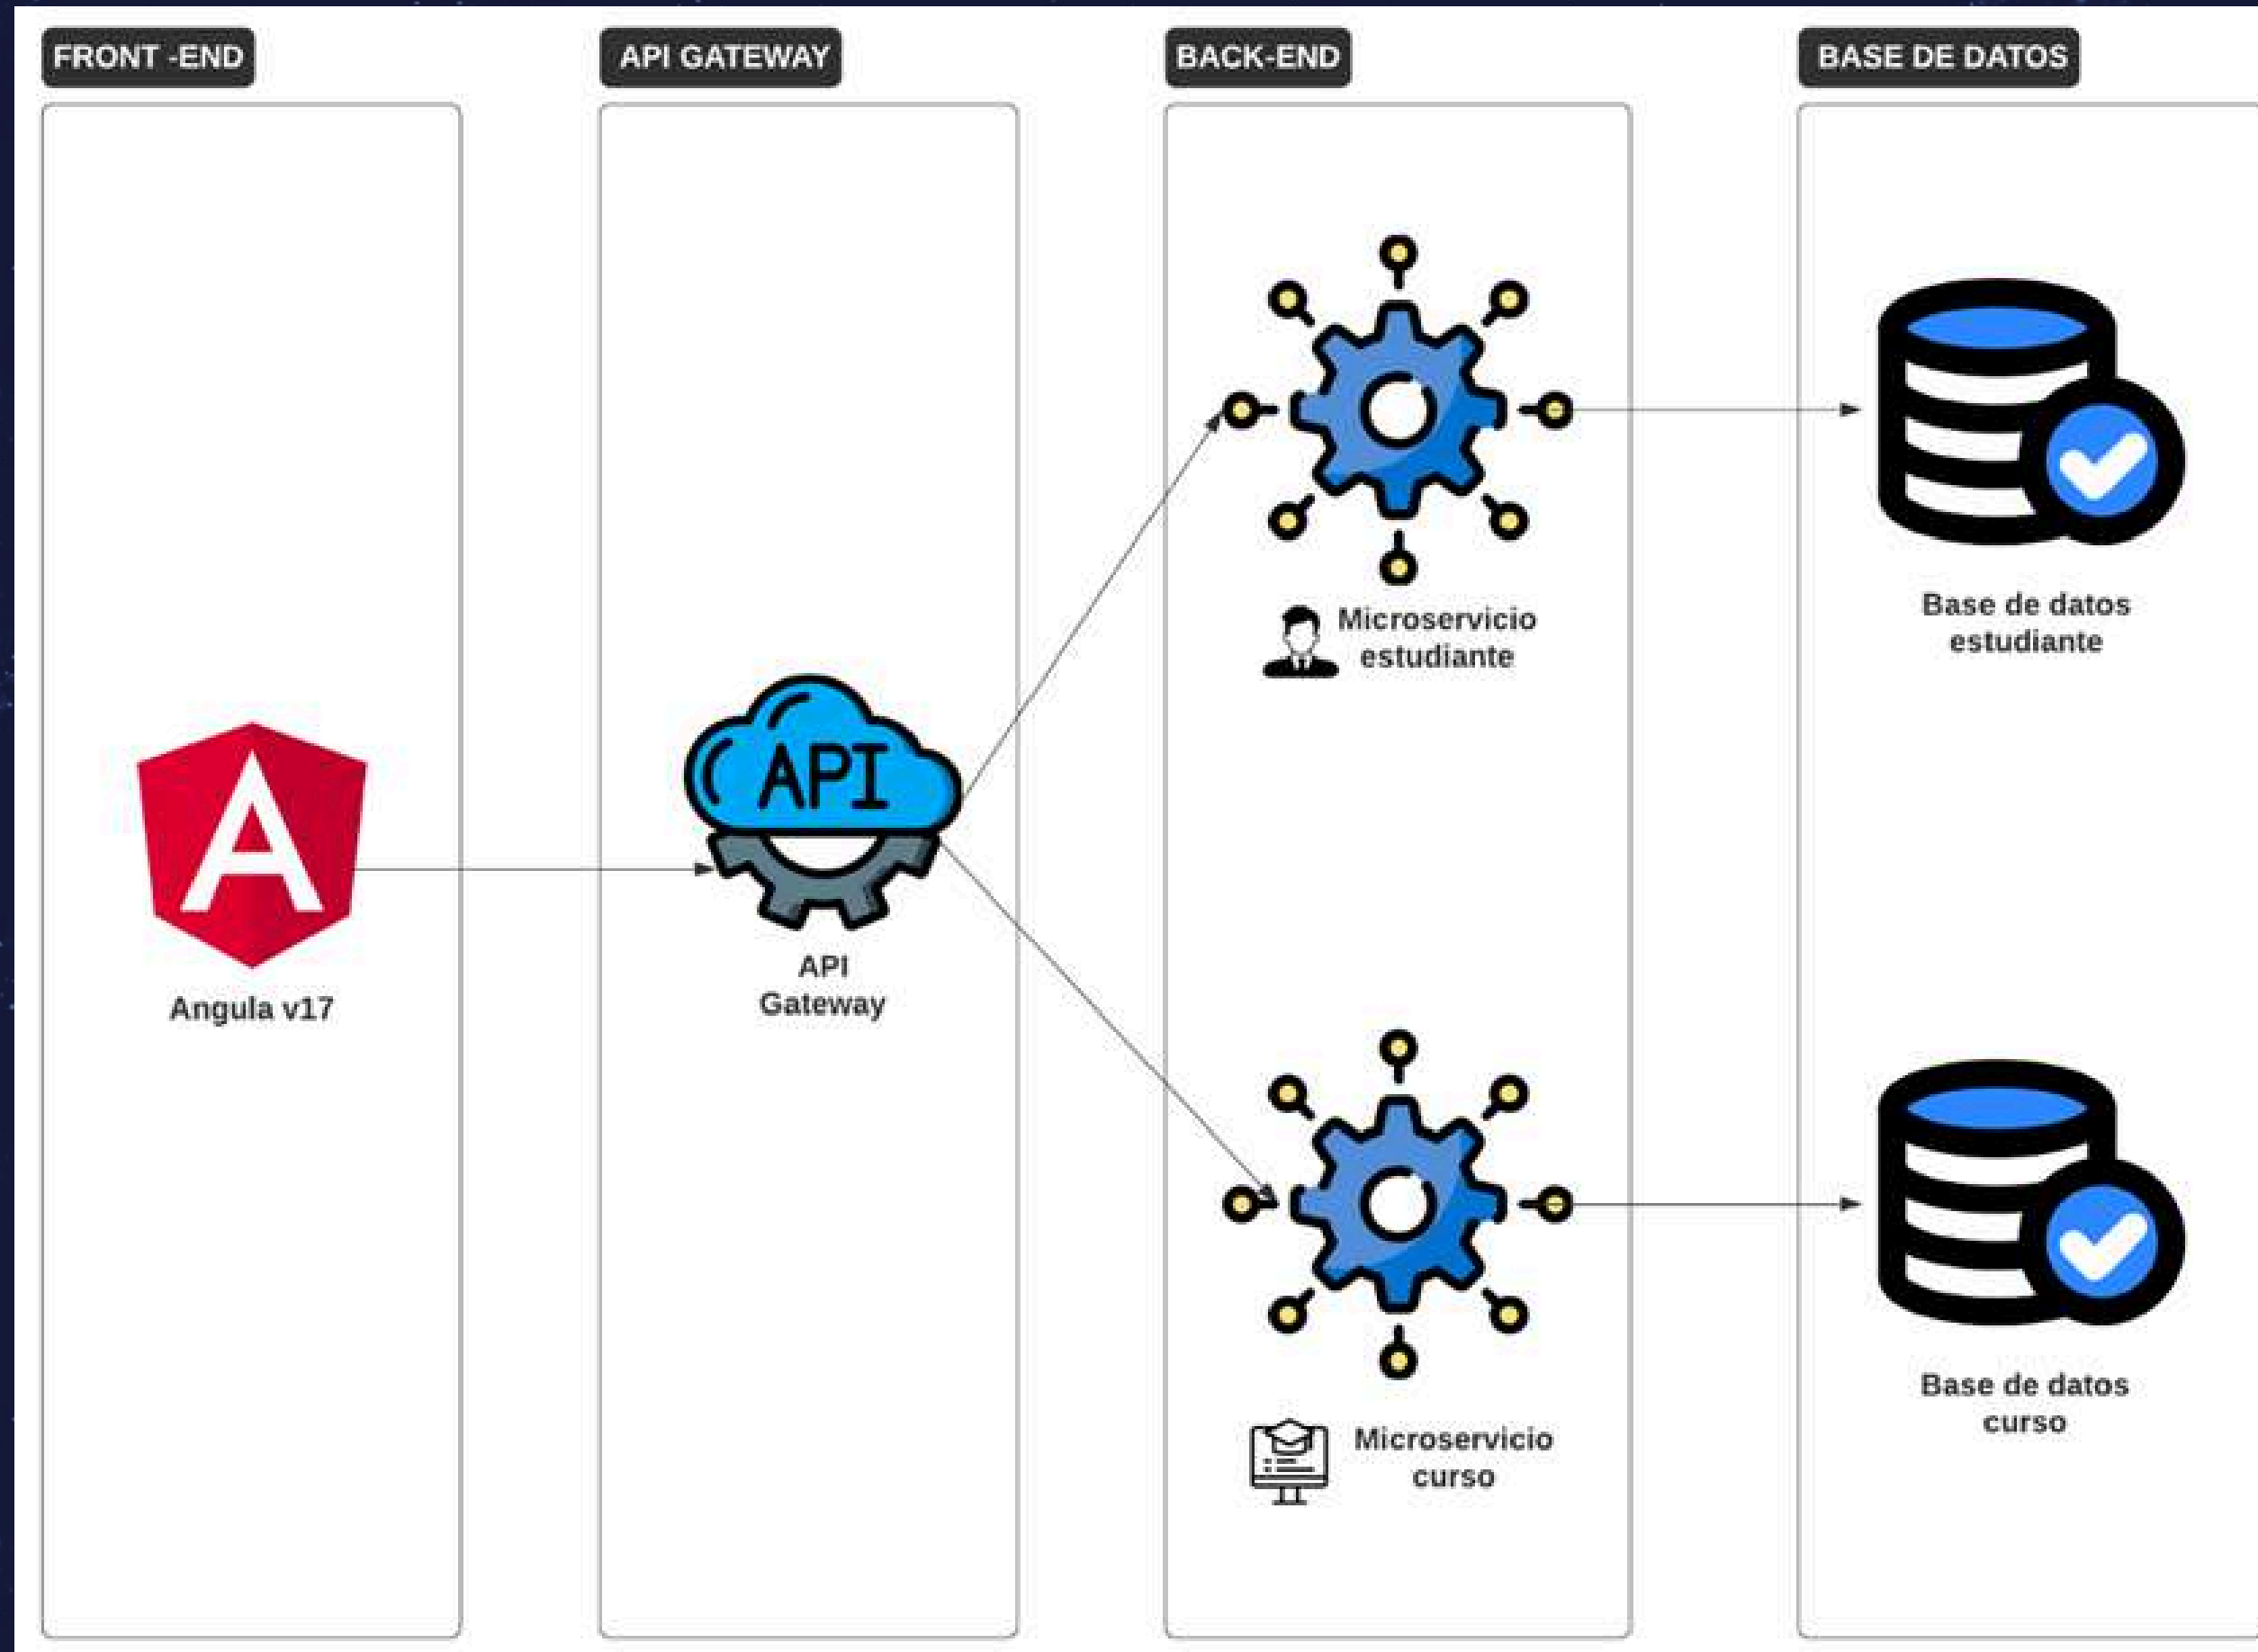 FRONT -END
API GATEWAY
BACK-END
BASE DE DATOS
Microservicio
estudiante
Base de datos
estudiante
API
Angula v17
API
Gateway
Microservicio
curso
Base de datos
curso